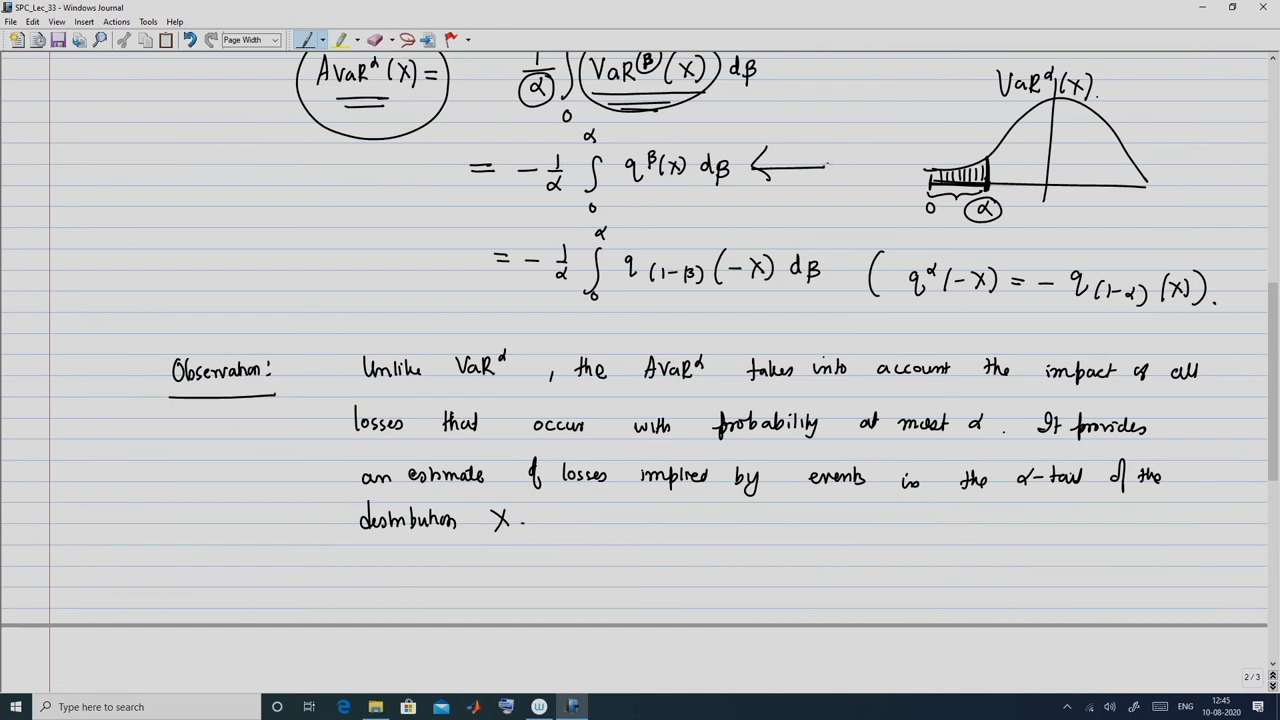 SPC_Lec_33 - Windows Journal
File Edit View Insert Actions Tools Help
Page Width
AVaR^α (X) = 1/α ∫_0 (VaR^β (X)) dβ
VaR^α (X).
= - 1/α ∫_0^α q^β (X) dβ
0 α
= - 1/α ∫_0^α q_(1-β) (-X) dβ ( q^α (-X) = - q_(1-α) (X) ).
Observation: Unlike VaR^α , the AVaR^α takes into account the impact of all
losses that occur with probability at most α . It provides
an estimate of losses implied by events in the α-tail of the
distribution X .
2 / 3
Type here to search
12:45
10-08-2020